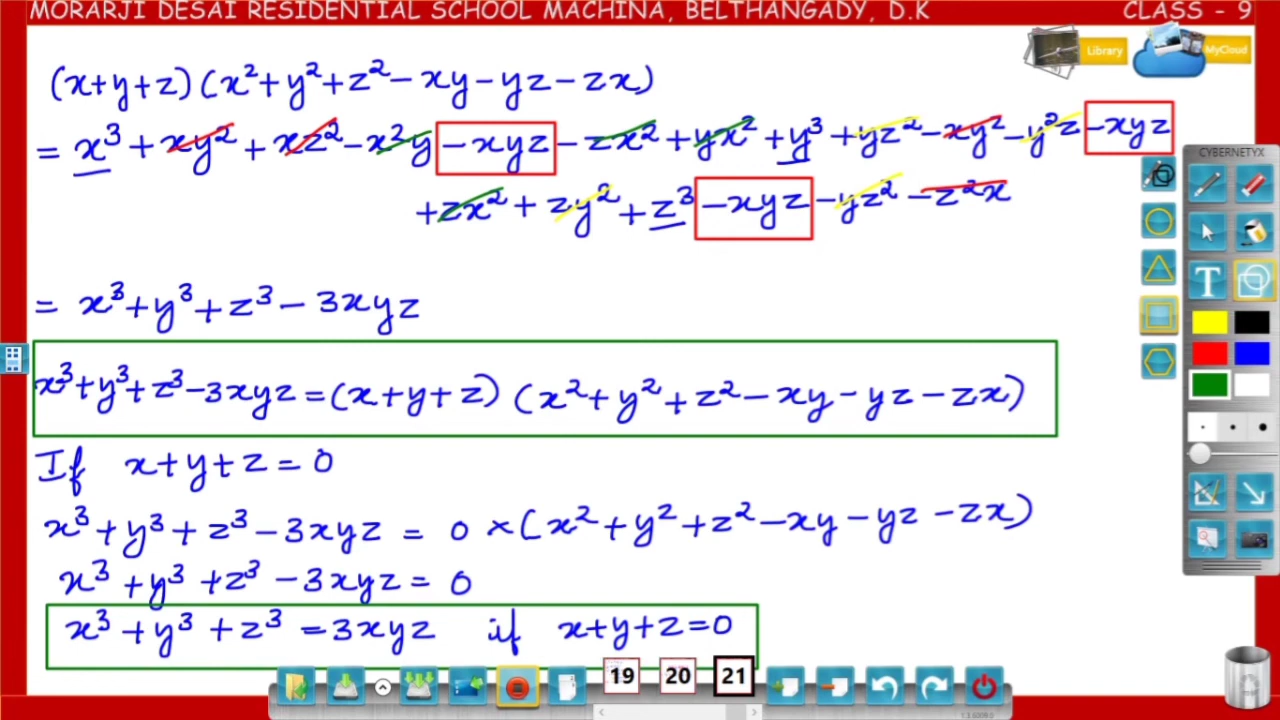 MORARJI DESAI RESIDENTIAL SCHOOL MACHINA, BELTHANGADY, D.K CLASS - 9
Library
MyCloud
(x+y+z)(x²+y²+z²-xy-yz-zx)
= x³+xy²+xz²-x²y-xyz-zx²+yx²+y³+yz²-xy²-y²z-xyz
+zx²+zy²+z³-xyz-yz²-z²x
CYBERNETYX
T
= x³+y³+z³-3xyz
x³+y³+z³-3xyz=(x+y+z)(x²+y²+z²-xy-yz-zx)
If x+y+z=0
x³+y³+z³-3xyz = 0×(x²+y²+z²-xy-yz-zx)
x³+y³+z³-3xyz=0
x³+y³+z³=3xyz if x+y+z=0
19 20 21
1.3.6009.0